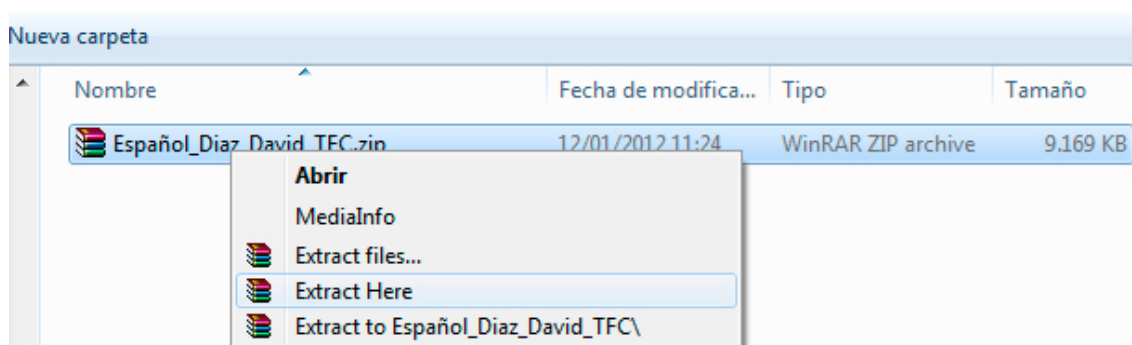 Nueva carpeta
Nombre Fecha de modifica... Tipo Tamaño
Español_Diaz_David_TFC.zip 12/01/2012 11:24 WinRAR ZIP archive 9.169 KB
Abrir
MediaInfo
Extract files...
Extract Here
Extract to Español_Diaz_David_TFC\